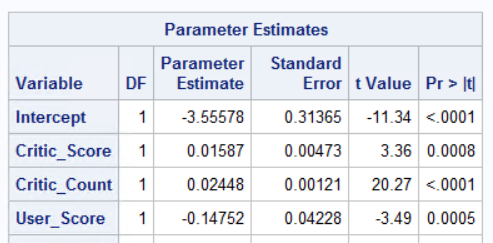 Parameter Estimates
Variable DF Parameter Estimate Standard Error t Value Pr > |t|
Intercept 1 -3.55578 0.31365 -11.34 <.0001
Critic_Score 1 0.01587 0.00473 3.36 0.0008
Critic_Count 1 0.02448 0.00121 20.27 <.0001
User_Score 1 -0.14752 0.04228 -3.49 0.0005